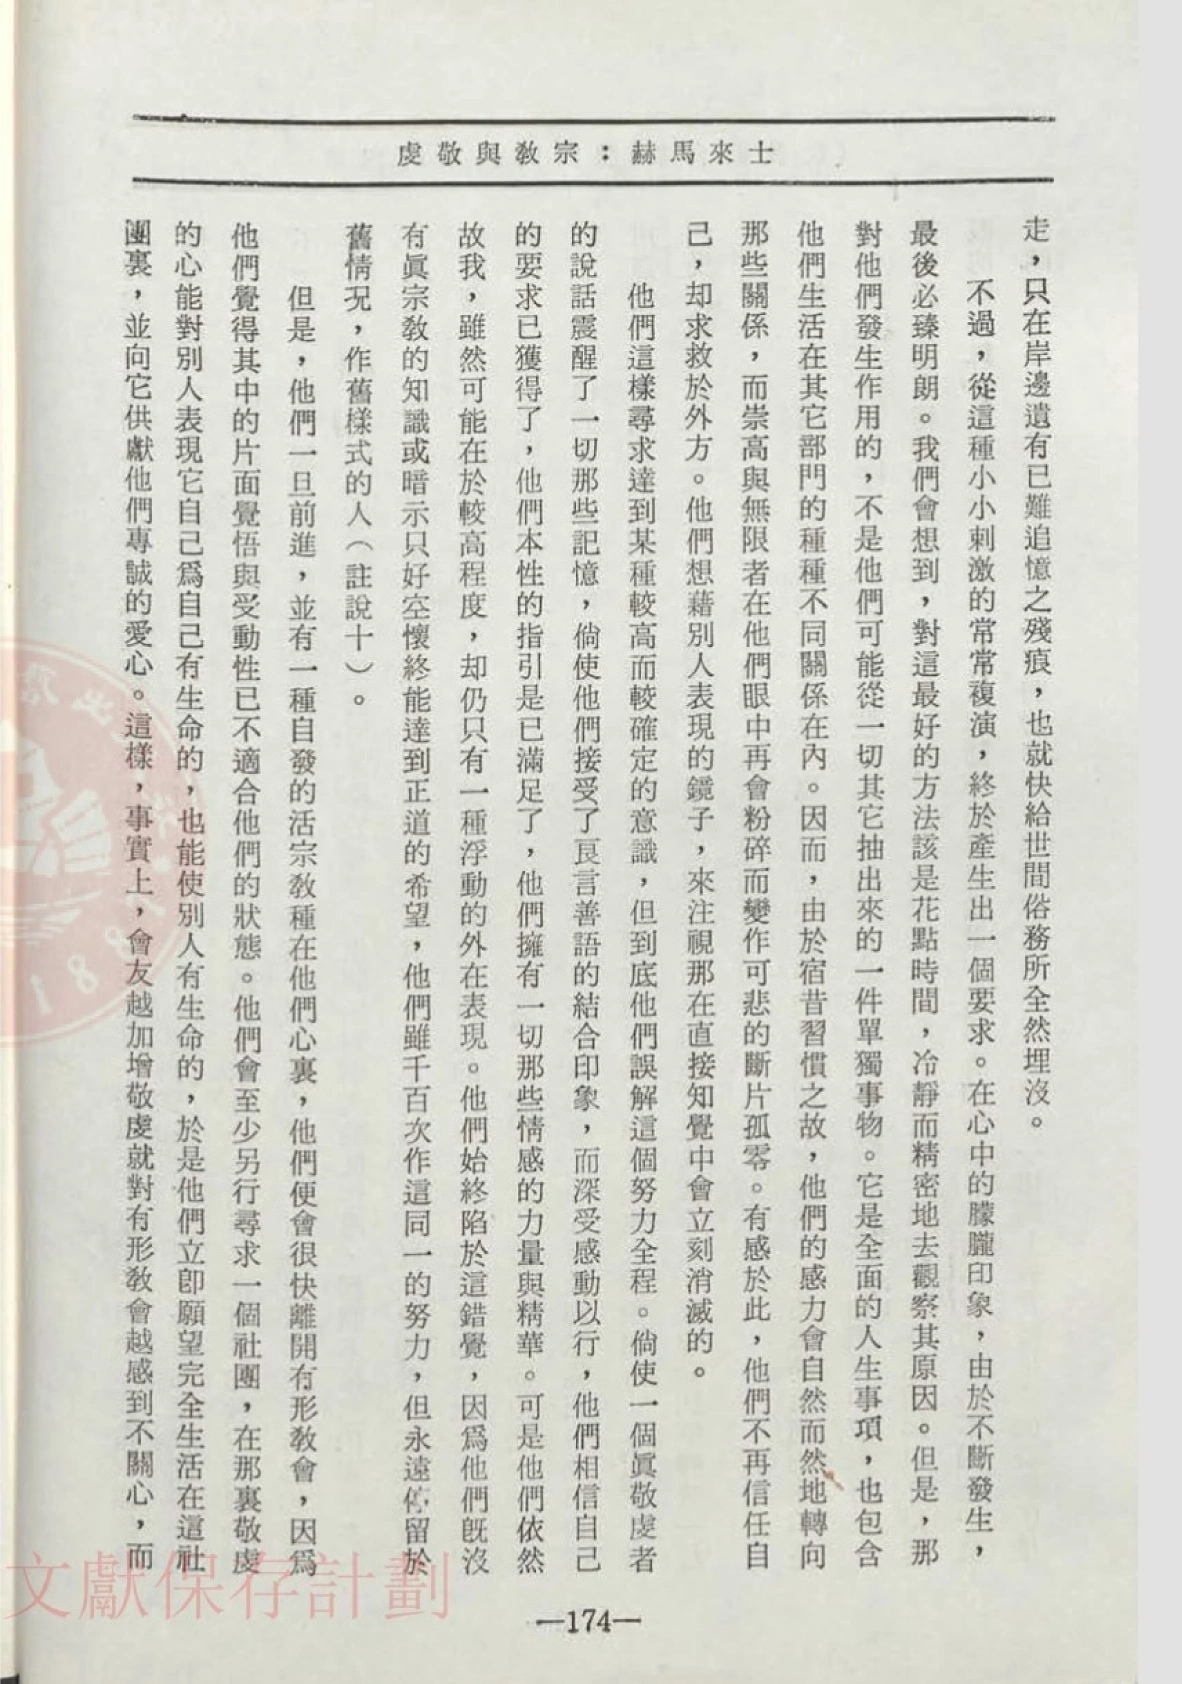 士來馬赫：宗教與敬虔
走，只在岸邊遺有已難追憶之殘痕，也就快給世間俗務所全然埋沒。
不過，從這種小小刺激的常常複演，終於產生出一個要求。在心中的朦朧印象，由於不斷發生，
最後必臻明朗。我們會想到，對這最好的方法該是花點時間，冷靜而精密地去觀察其原因。但是，那
對他們發生作用的，不是他們可能從一切其它抽出來的一件單獨事物。它是全面的人生事項，也包含
他們生活在其它部門的種種不同關係在內。因而，由於宿昔習慣之故，他們的感力會自然而然地轉向
那些關係，而崇高與無限者在他們眼中再會粉碎而變作可悲的斷片孤零。有感於此，他們不再信任自
己，却求救於外方。他們想藉別人表現的鏡子，來注視那在直接知覺中會立刻消滅的。
他們這樣尋求達到某種較高而較確定的意識，但到底他們誤解這個努力全程。倘使一個眞敬虔者
的說話震醒了一切那些記憶，倘使他們接受了良言善語的結合印象，而深受感動以行，他們相信自己
的要求已獲得了，他們本性的指引是已滿足了，他們擁有一切那些情感的力量與精華。可是他們依然
故我，雖然可能在於較高程度，却仍只有一種浮動的外在表現。他們始終陷於這錯覺，因爲他們既沒
有眞宗敎的知識或暗示只好空懷終能達到正道的希望，他們雖千百次作這同一的努力，但永遠停留於
舊情況，作舊樣式的人（註說十）。
但是，他們一旦前進，並有一種自發的活宗敎種在他們心裏，他們便會很快離開有形敎會，因爲
他們覺得其中的片面覺悟與受動性已不適合他們的狀態。他們會至少另行尋求一個社團，在那裏敬虔
的心能對別人表現它自己爲自己有生命的，也能使別人有生命的，於是他們立卽願望完全生活在這社
團裏，並向它供獻他們專誠的愛心。這樣，事實上，會友越加增敬虔就對有形敎會越感到不關心，而
—174—
文獻保存計劃